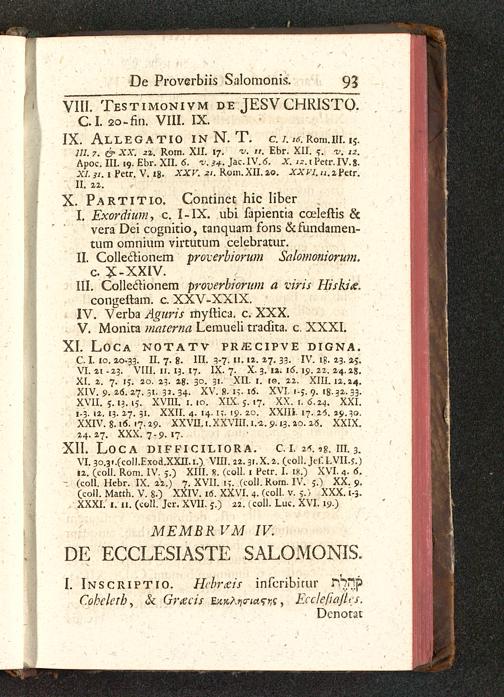 De Proverbiis Salomonis. 93
VIII. TESTIMONIVM DE JESV CHRISTO.
C. I. 20-fin. VIII. IX.
IX. ALLEGATIO IN N. T. C. I. 16. Rom. III. 15.
III. 7. & XX. 22. Rom. XII. 17. v. 11. Ebr. XII. 5. v. 12.
Apoc. III. 19. Ebr. XII. 6. v. 34. Jac. IV. 6. X. 12. 1 Petr. IV. 8.
XI. 31. 1 Petr. V. 18. XXV. 21. Rom. XII. 20. XXVI. 11. 2 Petr.
II. 22.
X. PARTITIO. Continet hic liber
I. Exordium, c. I-IX. ubi ſapientia cœleſtis &
vera Dei cognitio, tanquam fons & fundamen-
tum omnium virtutum celebratur.
II. Collectionem proverbiorum Salomoniorum.
c. X-XXIV.
III. Collectionem proverbiorum a viris Hiskiæ
congeſtam. c. XXV-XXIX.
IV. Verba Aguris myſtica. c. XXX.
V. Monita materna Lemueli tradita. c. XXXI.
XI. LOCA NOTATV PRÆCIPVE DIGNA.
C. I. 10. 20-33. II. 7. 8. III. 3-7. 11. 12. 27. 33. IV. 18. 23. 25.
VI. 21-23. VIII. 11. 13. 17. IX. 7. X. 3. 12. 16. 19. 22. 24. 28.
XI. 2. 7. 15. 20. 23. 28. 30. 31. XII. 1. 10. 22. XIII. 12. 24.
XIV. 9. 26. 27. 31. 32. 34. XV. 8. 15. 16. XVI. 1-5. 9. 18. 32. 33.
XVII. 5. 13. 15. XVIII. 1. 10. XIX. 5. 17. XX. 1. 6. 24. XXI.
1-3. 12. 13. 27. 31. XXII. 4. 14. 15. 19. 20. XXIII. 17. 26. 29. 30.
XXIV. 8. 16. 17. 29. XXVII. 1. XXVIII. 1. 2. 9. 13. 20. 26. XXIX.
24. 27. XXX. 7-9. 17.
XII. LOCA DIFFICILIORA. C. I. 26. 28. III. 3.
VI. 30. 31. (coll. Exod. XXII. 1.) VIII. 22. 31. X. 2. (coll. Jeſ. LVII. 5.)
12. (coll. Rom. IV. 5.) XIII. 8. (coll. 1 Petr. I. 18.) XVI. 4. 6.
(coll. Hebr. IX. 22.) 7. XVII. 15. (coll. Rom. IV. 5.) XX. 9.
(coll. Matth. V. 8.) XXIV. 16. XXVI. 4. (coll. v. 5.) XXX. 1-3.
XXXI. 1. 11. (coll. Jer. XVII. 5.) 22. (coll. Luc. XVI. 19.)
MEMBRVM IV.
DE ECCLESIASTE SALOMONIS.
I. INSCRIPTIO. Hebræis inſcribitur קֹהֶלֶת
Coheleth, & Græcis Εκκλησιαςης, Eccleſiaſtes.
Denotat